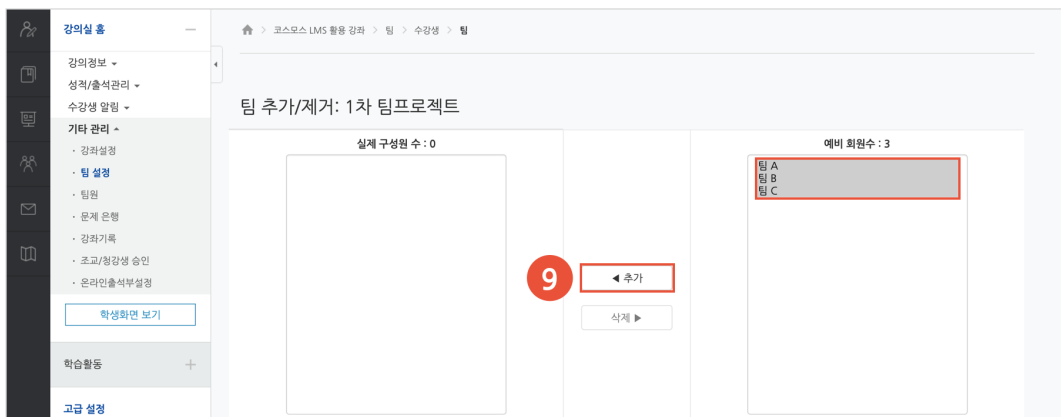 강의실 홈
강의정보
성적/출석관리
수강생 알림
기타 관리
· 강좌설정
· 팀 설정
· 팀원
· 문제 은행
· 강좌기록
· 조교/청강생 승인
· 온라인출석부설정
학생화면 보기
학습활동
고급 설정
코스모스 LMS 활용 강좌 > 팀 > 수강생 > 팀
팀 추가/제거: 1차 팀프로젝트
실제 구성원 수 : 0
9
◀ 추가
삭제 ▶
예비 회원수 : 3
팀 A
팀 B
팀 C